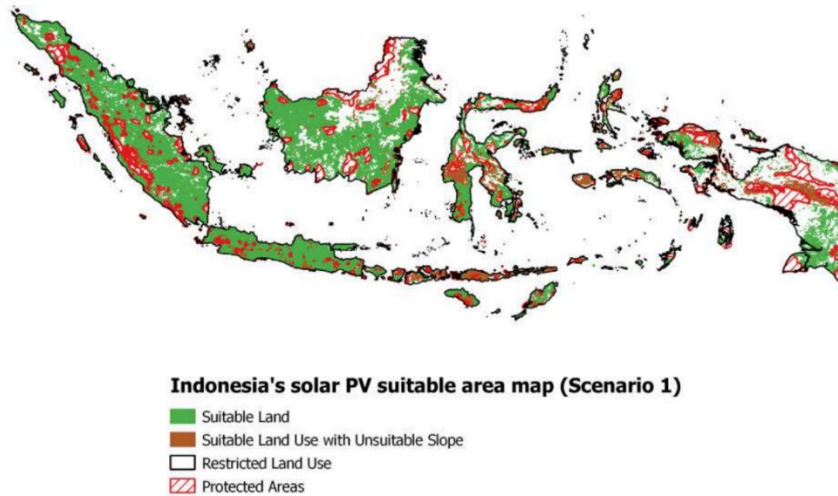 Indonesia's solar PV suitable area map (Scenario 1)
Suitable Land
Suitable Land Use with Unsuitable Slope
Restricted Land Use
Protected Areas